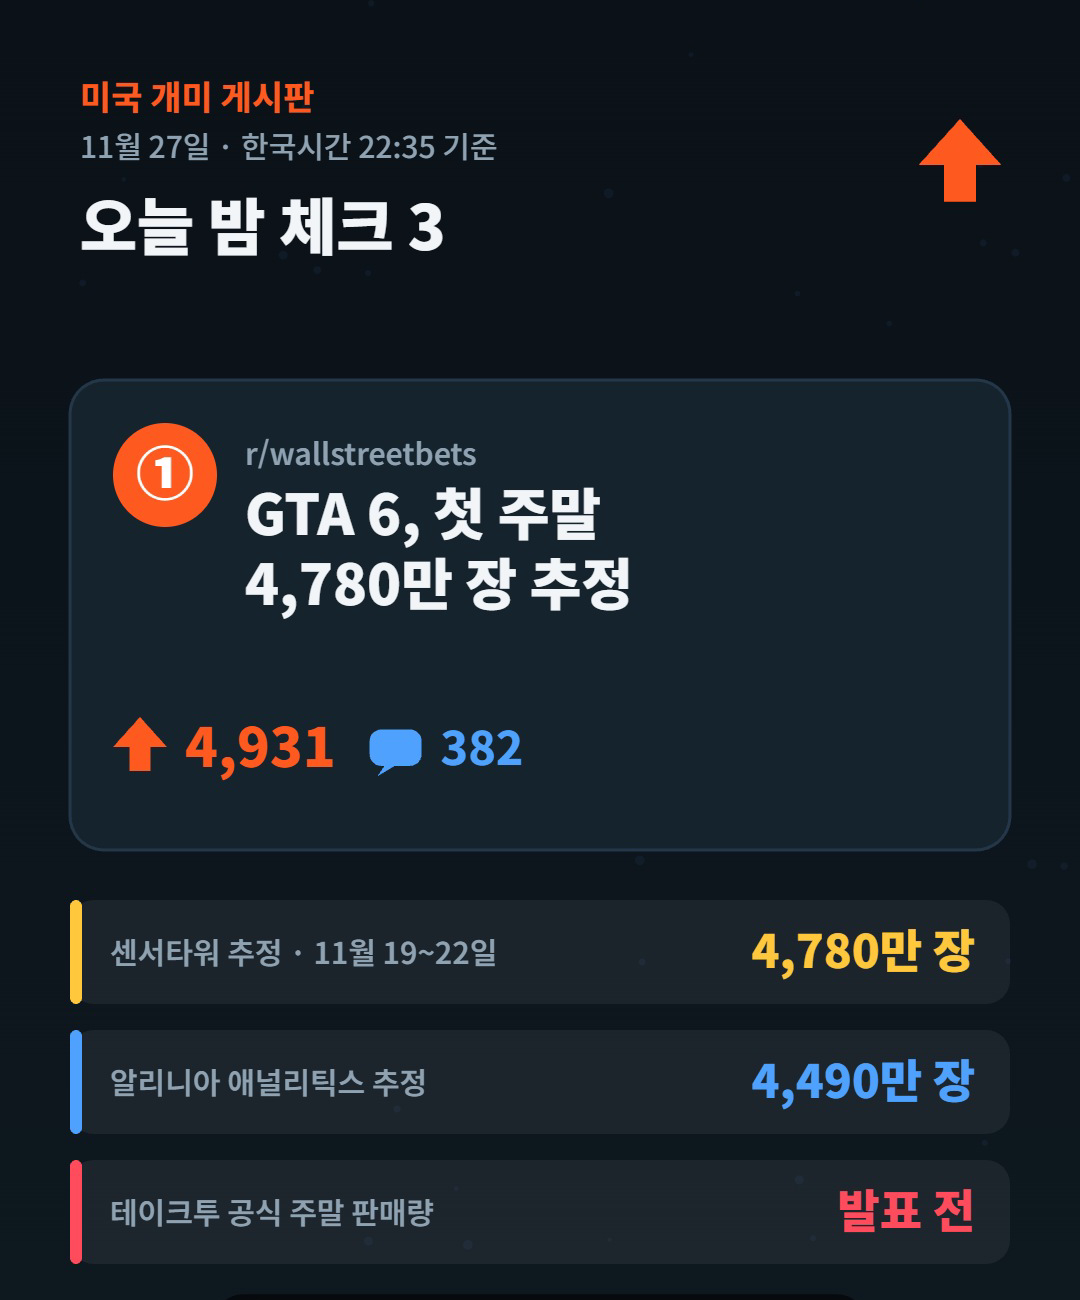 미국 개미 게시판
11월 27일 · 한국시간 22:35 기준
오늘 밤 체크 3
①
r/wallstreetbets
GTA 6, 첫 주말
4,780만 장 추정
4,931 382
센서타워 추정 · 11월 19~22일 4,780만 장
알리니아 애널리틱스 추정 4,490만 장
테이크투 공식 주말 판매량 발표 전